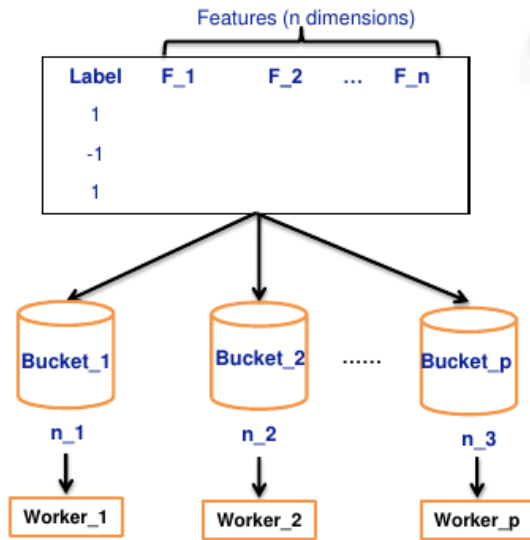 Features (n dimensions)
Label F_1 F_2 ... F_n
1
-1
1
Bucket_1 Bucket_2 ...... Bucket_p
n_1 n_2 n_3
Worker_1 Worker_2 Worker_p